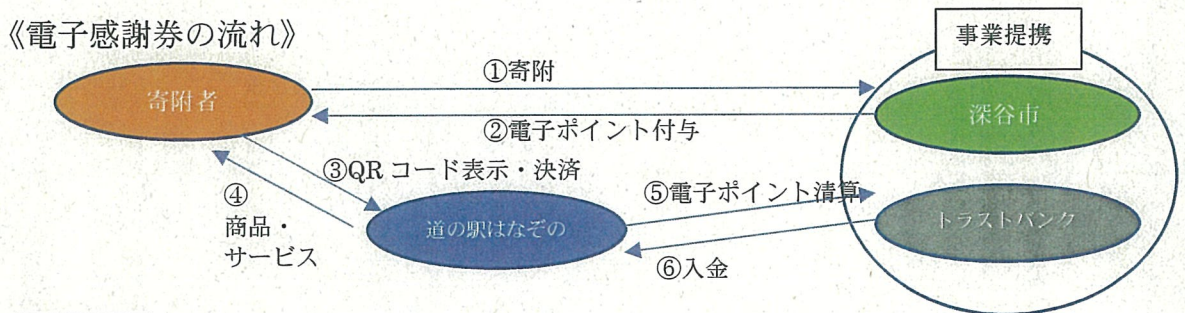 《電子感謝券の流れ》
事業提携
①寄附
寄附者
深谷市
②電子ポイント付与
③QRコード表示・決済
④
商品・
サービス
道の駅はなぞの
⑤電子ポイント清算
トラストバンク
⑥入金